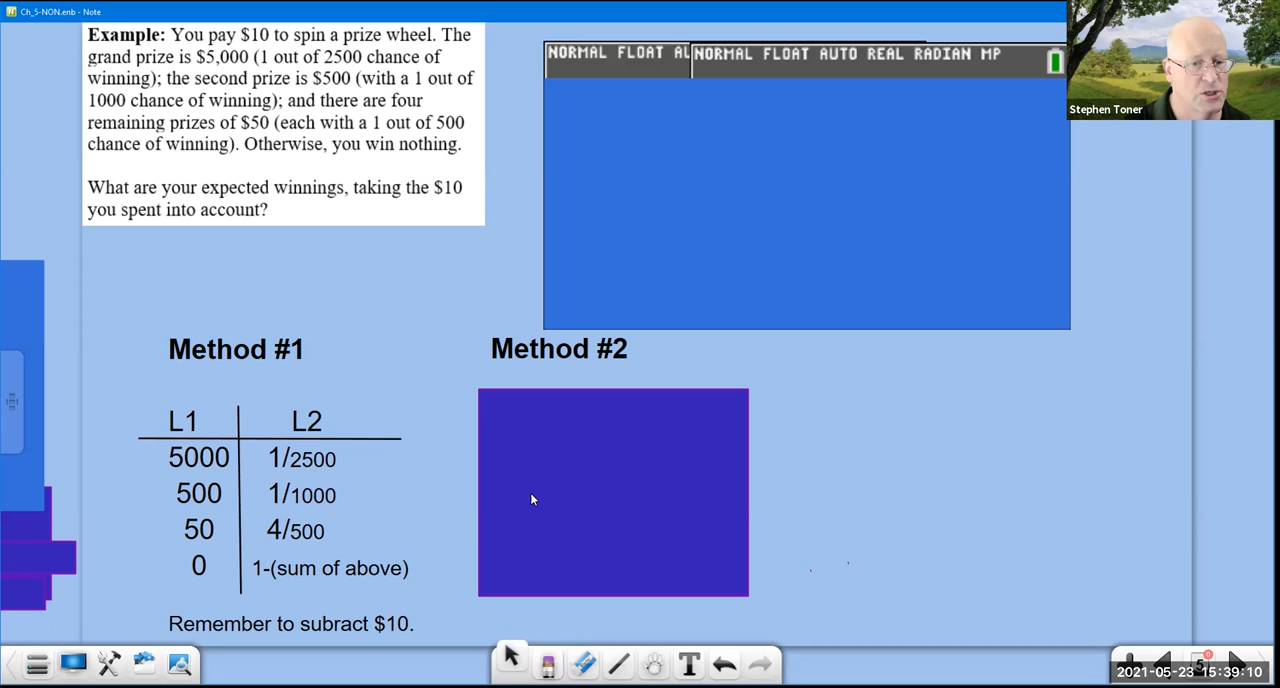 Ch_5-NON.enb - Note
Example: You pay $10 to spin a prize wheel. The
grand prize is $5,000 (1 out of 2500 chance of
winning); the second prize is $500 (with a 1 out of
1000 chance of winning); and there are four
remaining prizes of $50 (each with a 1 out of 500
chance of winning). Otherwise, you win nothing.
What are your expected winnings, taking the $10
you spent into account?
NORMAL FLOAT AU
NORMAL FLOAT AUTO REAL RADIAN MP
Stephen Toner
Method #1
Method #2
L1 L2
5000 1/2500
500 1/1000
50 4/500
0 1-(sum of above)
Remember to subract $10.
T
5
0
2021-05-23 15:39:10